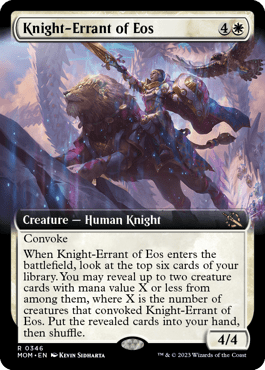 Knight-Errant of Eos 4
Creature — Human Knight
Convoke
When Knight-Errant of Eos enters the
battlefield, look at the top six cards of your
library. You may reveal up to two creature
cards with mana value X or less from
among them, where X is the number of
creatures that convoked Knight-Errant of
Eos. Put the revealed cards into your hand,
then shuffle.
4/4
R 0346
MOM • EN Kevin Sidharta
™ & © 2023 Wizards of the Coast